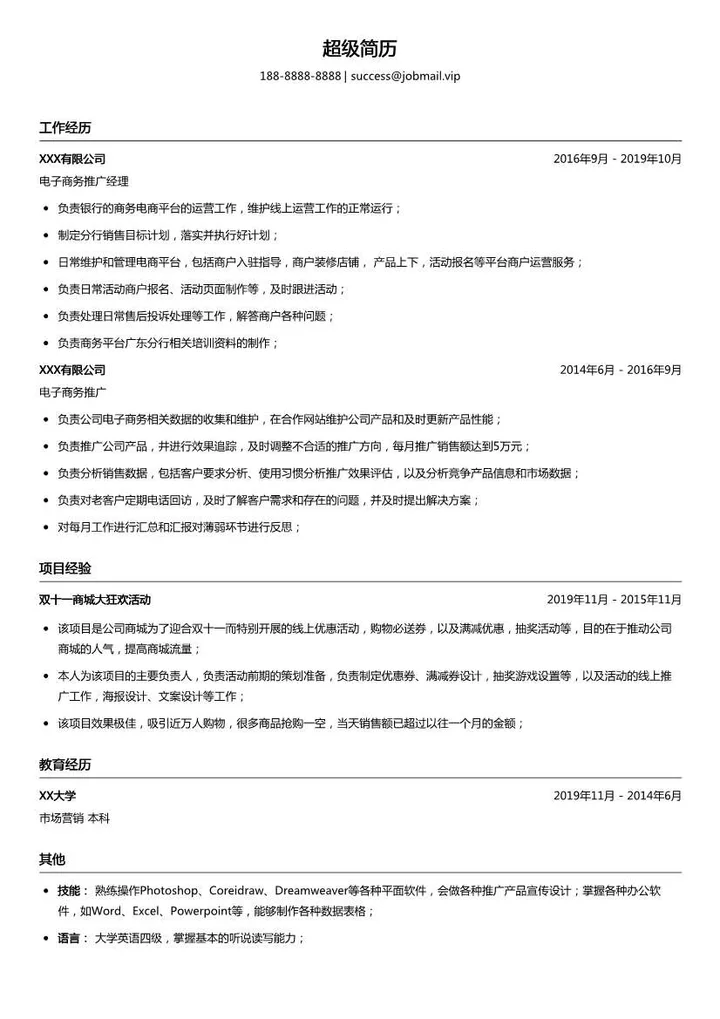 超级简历
188-8888-8888 | success@jobmail.vip
工作经历
XXX有限公司 2016年9月 - 2019年10月
电子商务推广经理
• 负责银行的商务电商平台的运营工作，维护线上运营工作的正常运行；
• 制定分行销售目标计划，落实并执行好计划；
• 日常维护和管理电商平台，包括商户入驻指导，商户装修店铺， 产品上下，活动报名等平台商户运营服务；
• 负责日常活动商户报名、活动页面制作等，及时跟进活动；
• 负责处理日常售后投诉处理等工作，解答商户各种问题；
• 负责商务平台广东分行相关培训资料的制作；
XXX有限公司 2014年6月 - 2016年9月
电子商务推广
• 负责公司电子商务相关数据的收集和维护，在合作网站维护公司产品和及时更新产品性能；
• 负责推广公司产品，并进行效果追踪，及时调整不合适的推广方向，每月推广销售额达到5万元；
• 负责分析销售数据，包括客户要求分析、使用习惯分析推广效果评估，以及分析竞争产品信息和市场数据；
• 负责对老客户定期电话回访，及时了解客户需求和存在的问题，并及时提出解决方案；
• 对每月工作进行汇总和汇报对薄弱环节进行反思；
项目经验
双十一商城大狂欢活动 2019年11月 - 2015年11月
• 该项目是公司商城为了迎合双十一而特别开展的线上优惠活动，购物必送券，以及满减优惠，抽奖活动等，目的在于推动公司
商城的人气，提高商城流量；
• 本人为该项目的主要负责人，负责活动前期的策划准备，负责制定优惠券、满减券设计，抽奖游戏设置等，以及活动的线上推
广工作，海报设计、文案设计等工作；
• 该项目效果极佳，吸引近万人购物，很多商品抢购一空，当天销售额已超过以往一个月的金额；
教育经历
XX大学 2019年11月 - 2014年6月
市场营销 本科
其他
• 技能： 熟练操作Photoshop、Coreidraw、Dreamweaver等各种平面软件，会做各种推广产品宣传设计；掌握各种办公软
件，如Word、Excel、Powerpoint等，能够制作各种数据表格；
• 语言： 大学英语四级，掌握基本的听说读写能力；